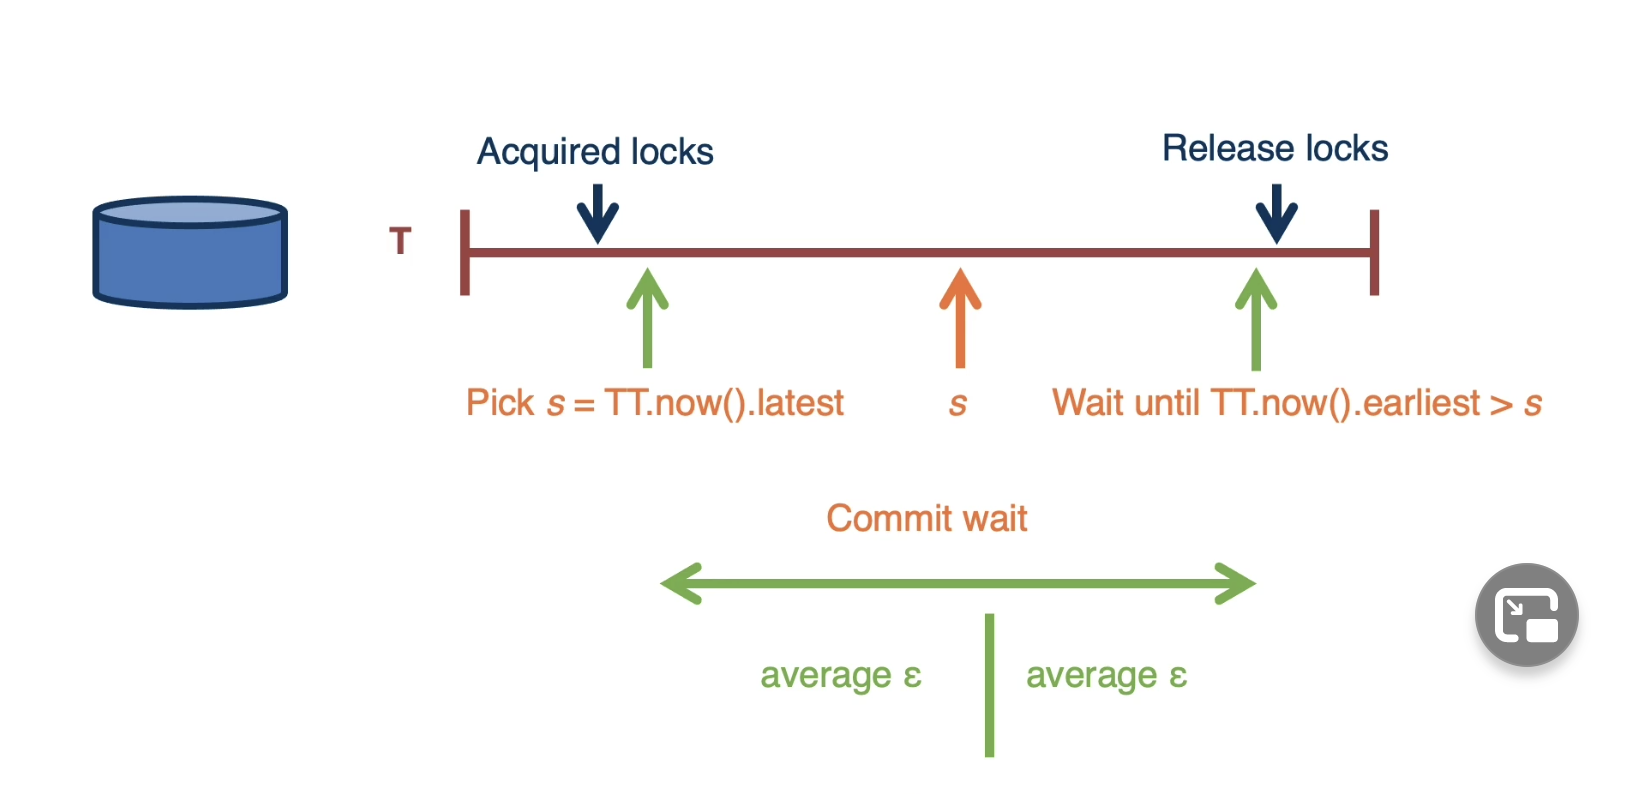 Acquired locks
Release locks
T
Pick s = TT.now().latest
s
Wait until TT.now().earliest > s
Commit wait
average ε
average ε